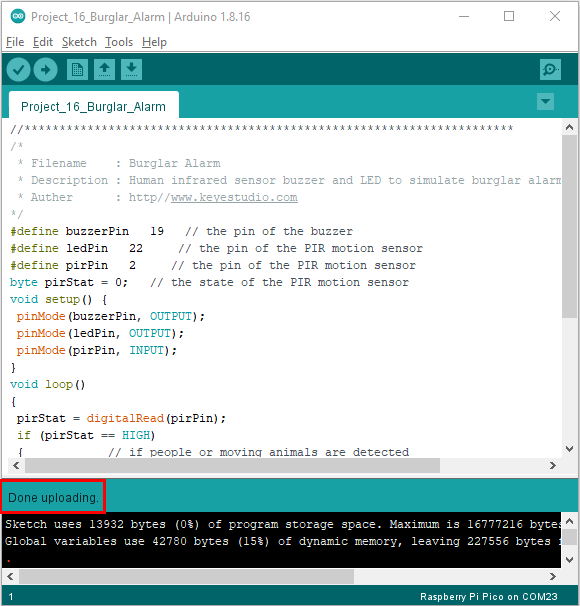 Project_16_Burglar_Alarm | Arduino 1.8.16
File Edit Sketch Tools Help
Project_16_Burglar_Alarm
//**********************************************************************
/*
 * Filename    : Burglar Alarm
 * Description : Human infrared sensor buzzer and LED to simulate burglar alarm
 * Auther      : http//www.keyestudio.com
*/
#define buzzerPin   19   // the pin of the buzzer
#define ledPin   22     // the pin of the PIR motion sensor
#define pirPin   2     // the pin of the PIR motion sensor
byte pirStat = 0;   // the state of the PIR motion sensor
void setup() {
 pinMode(buzzerPin, OUTPUT);
 pinMode(ledPin, OUTPUT);
 pinMode(pirPin, INPUT);
}
void loop()
{
 pirStat = digitalRead(pirPin);
 if (pirStat == HIGH)
 {            // if people or moving animals are detected
Done uploading.
Sketch uses 13932 bytes (0%) of program storage space. Maximum is 16777216 bytes
Global variables use 42780 bytes (15%) of dynamic memory, leaving 227556 bytes
.
1 Raspberry Pi Pico on COM23